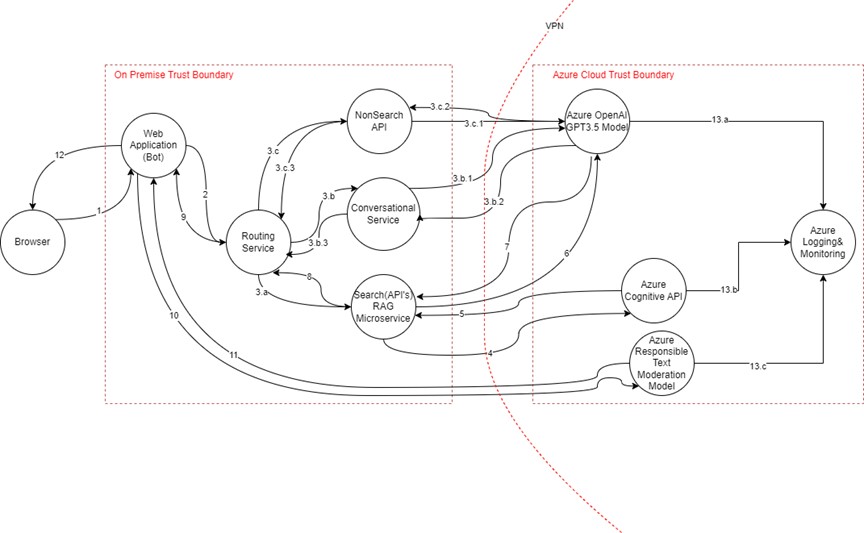 VPN
On Premise Trust Boundary
Azure Cloud Trust Boundary
NonSearch
API
3.c.2
3.c.1
Azure OpenAI
GPT3.5 Model
13.a
Web
Application
(Bot)
12
3.c
3.c.3
2
3.b.1
3.b
3.b.2
1
9
Conversational
Service
Browser
Routing
Service
3.b.3
7
6
Azure
Logging&
Monitoring
8
3.a
Search(API's)
RAG
Microservice
5
Azure
Cognitive API
13.b
10
11
4
Azure
Responsible
Text
Moderation
Model
13.c